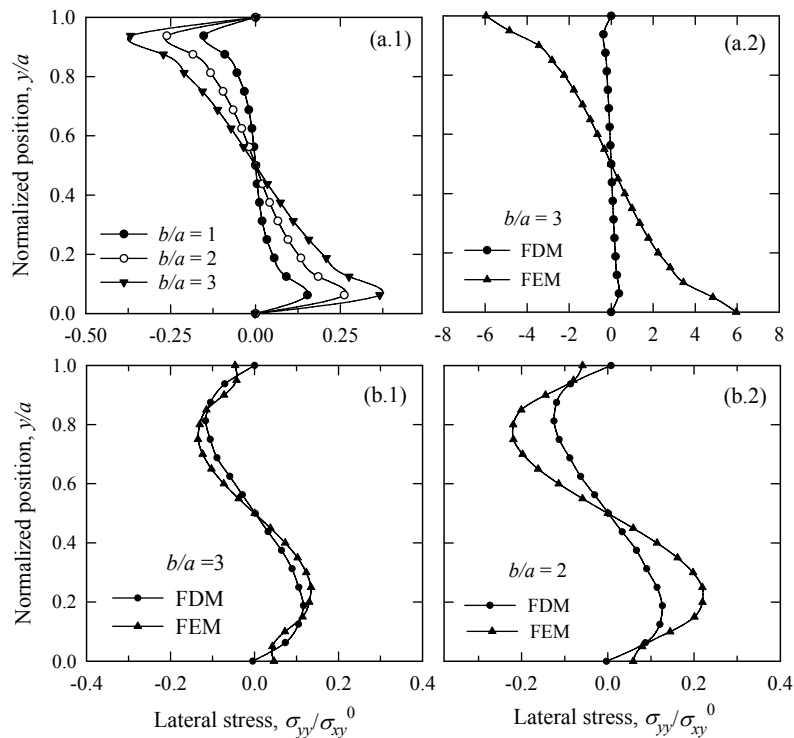 (a.1)
1.0
0.8
0.6
0.4
0.2
0.0
Normalized position, y/a
b/a = 1
b/a = 2
b/a = 3
-0.50
-0.25
0.00
0.25
(a.2)
b/a = 3
FDM
FEM
-8
-6
-4
-2
0
2
4
6
8
(b.1)
1.0
0.8
0.6
0.4
0.2
0.0
Normalized position, y/a
b/a =3
FDM
FEM
-0.4
-0.2
0.0
0.2
0.4
Lateral stress, σyy/σxy⁰
(b.2)
b/a = 2
FDM
FEM
-0.4
-0.2
0.0
0.2
0.4
Lateral stress, σyy/σxy⁰